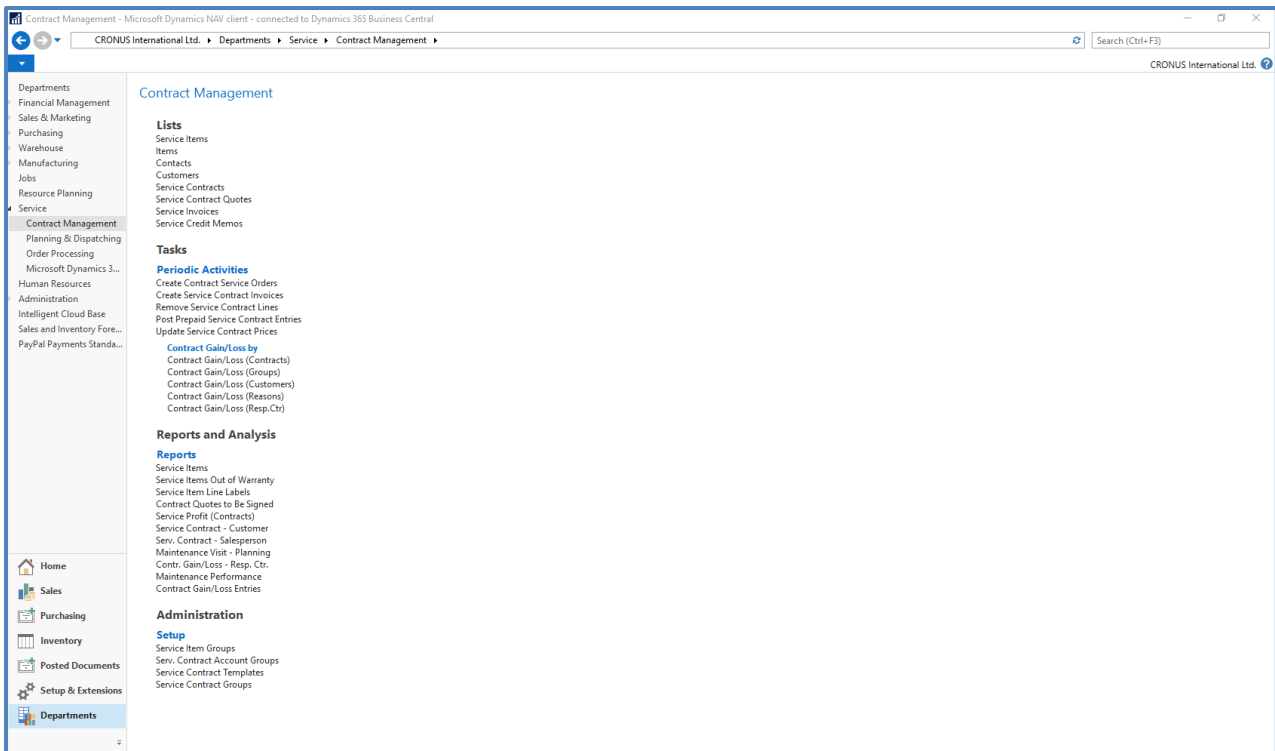 Contract Management - Microsoft Dynamics NAV client - connected to Dynamics 365 Business Central
CRONUS International Ltd. Departments Service Contract Management
Search (Ctrl+F3)
CRONUS International Ltd.
Departments
Financial Management
Sales & Marketing
Purchasing
Warehouse
Manufacturing
Jobs
Resource Planning
Service
Contract Management
Planning & Dispatching
Order Processing
Microsoft Dynamics 3...
Human Resources
Administration
Intelligent Cloud Base
Sales and Inventory Fore...
PayPal Payments Standa...
Home
Sales
Purchasing
Inventory
Posted Documents
Setup & Extensions
Departments
Contract Management
Lists
Service Items
Items
Contacts
Customers
Service Contracts
Service Contract Quotes
Service Invoices
Service Credit Memos
Tasks
Periodic Activities
Create Contract Service Orders
Create Service Contract Invoices
Remove Service Contract Lines
Post Prepaid Service Contract Entries
Update Service Contract Prices
Contract Gain/Loss by
Contract Gain/Loss (Contracts)
Contract Gain/Loss (Groups)
Contract Gain/Loss (Customers)
Contract Gain/Loss (Reasons)
Contract Gain/Loss (Resp.Ctr)
Reports and Analysis
Reports
Service Items
Service Items Out of Warranty
Service Item Line Labels
Contract Quotes to Be Signed
Service Profit (Contracts)
Service Contract - Customer
Serv. Contract - Salesperson
Maintenance Visit - Planning
Contr. Gain/Loss - Resp. Ctr.
Maintenance Performance
Contract Gain/Loss Entries
Administration
Setup
Service Item Groups
Serv. Contract Account Groups
Service Contract Templates
Service Contract Groups